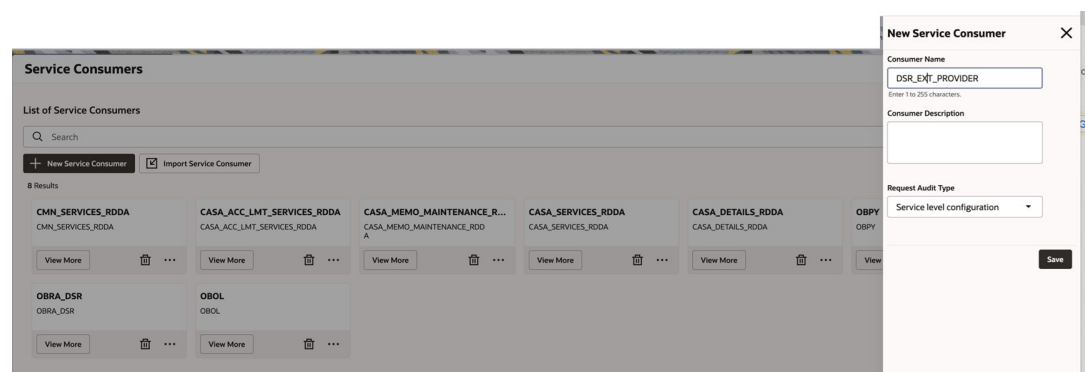 New Service Consumer
Service Consumers
Consumer Name
DSR_EXT_PROVIDER
Enter 1 to 255 characters.
List of Service Consumers
Consumer Description
Search
New Service Consumer
Import Service Consumer
8 Results
Request Audit Type
Service level configuration
CMN_SERVICES_RDDA
CMN_SERVICES_RDDA
View More
CASA_ACC_LMT_SERVICES_RDDA
CASA_ACC_LMT_SERVICES_RDDA
View More
CASA_MEMO_MAINTENANCE_R...
CASA_MEMO_MAINTENANCE_RDD
A
View More
CASA_SERVICES_RDDA
CASA_SERVICES_RDDA
View More
CASA_DETAILS_RDDA
CASA_DETAILS_RDDA
View More
OBPY
OBPY
View
Save
OBRA_DSR
OBRA_DSR
View More
OBOL
OBOL
View More